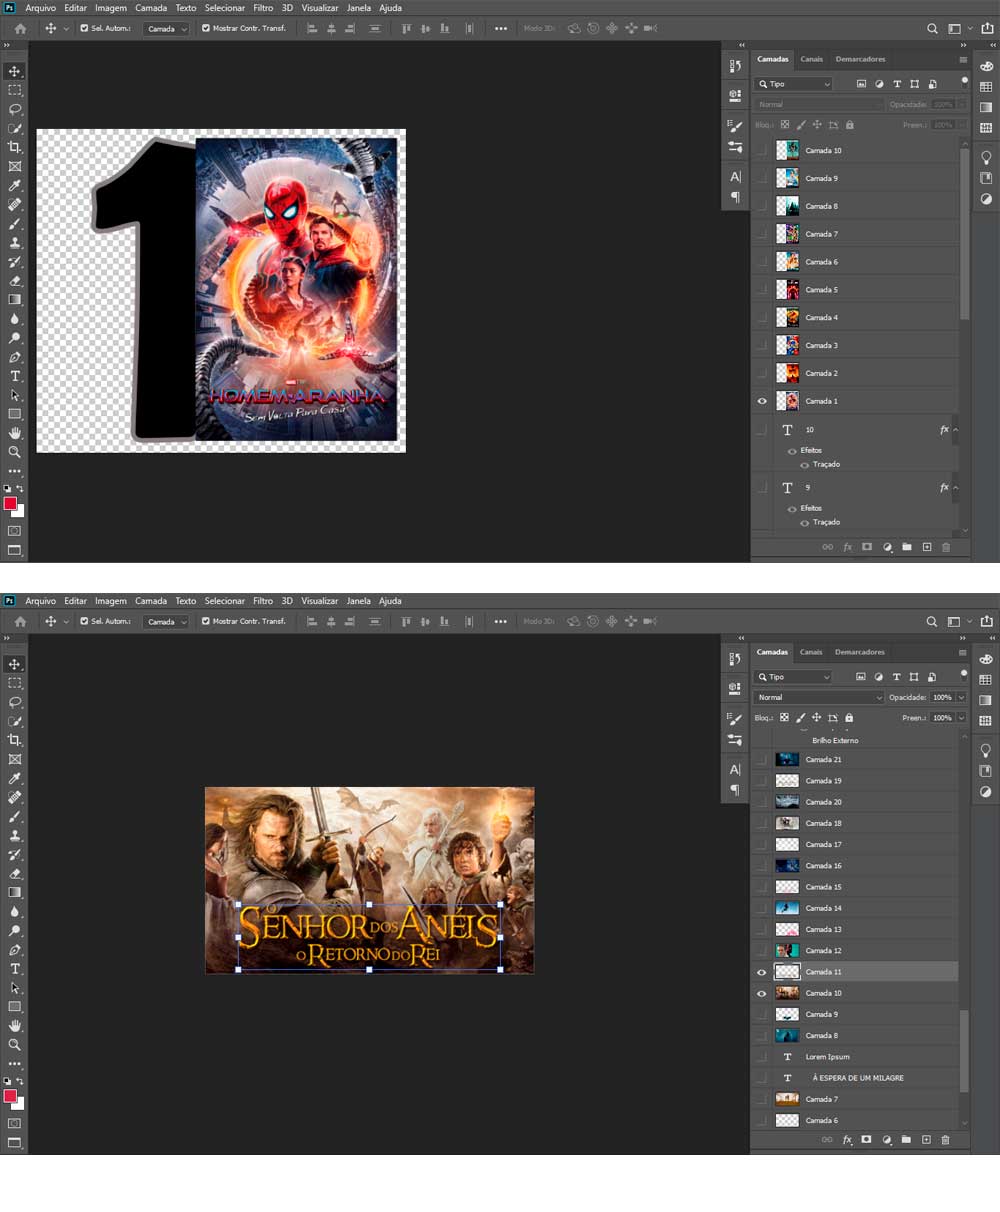 Ps Arquivo Editar Imagem Camada Texto Selecionar Filtro 3D Visualizar Janela Ajuda
Sel. Autom.: Camada Mostrar Contr. Transf. Modo 3D:
Camadas Canais Demarcadores
Tipo
Normal Opacidade: 100%
Bloq.: Preen.: 100%
Camada 10
Camada 9
Camada 8
Camada 7
Camada 6
Camada 5
Camada 4
Camada 3
Camada 2
Camada 1
10 fx
Efeitos
Traçado
9 fx
Efeitos
Traçado
fx
1
HOMEM-ARANHA
Sem Volta Para Casa
Ps Arquivo Editar Imagem Camada Texto Selecionar Filtro 3D Visualizar Janela Ajuda
Sel. Autom.: Camada Mostrar Contr. Transf. Modo 3D:
Camadas Canais Demarcadores
Tipo
Normal Opacidade: 100%
Bloq.: Preen.: 100%
Brilho Externo
Camada 21
Camada 19
Camada 20
Camada 18
Camada 17
Camada 16
Camada 15
Camada 14
Camada 13
Camada 12
Camada 11
Camada 10
Camada 9
Camada 8
Lorem Ipsum
À ESPERA DE UM MILAGRE
Camada 7
Camada 6
fx
O
SENHOR DOS ANÉIS
O RETORNO DO REI